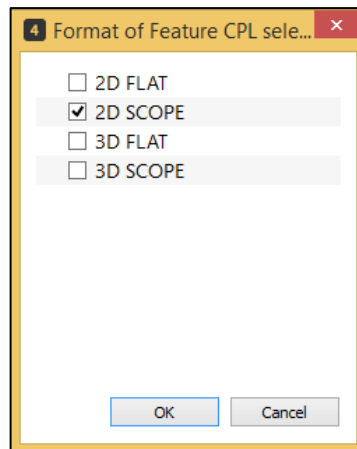 4 Format of Feature CPL sele...
2D FLAT
2D SCOPE
3D FLAT
3D SCOPE
OK Cancel